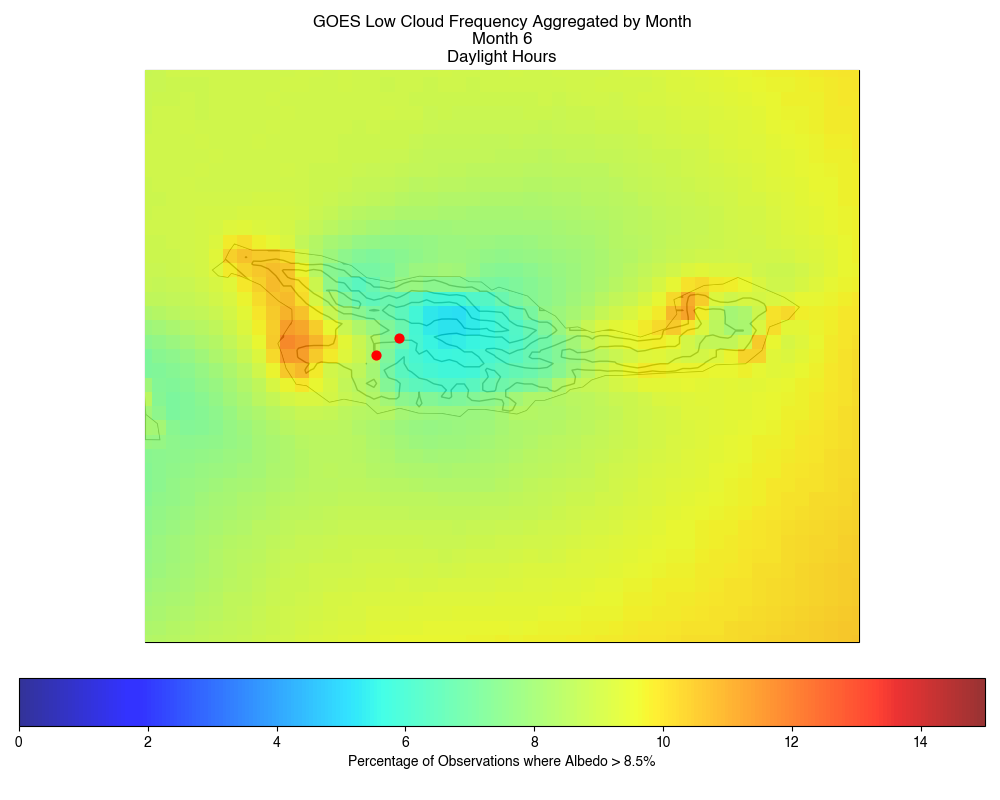 GOES Low Cloud Frequency Aggregated by Month
Month 6
Daylight Hours
0 2 4 6 8 10 12 14
Percentage of Observations where Albedo > 8.5%